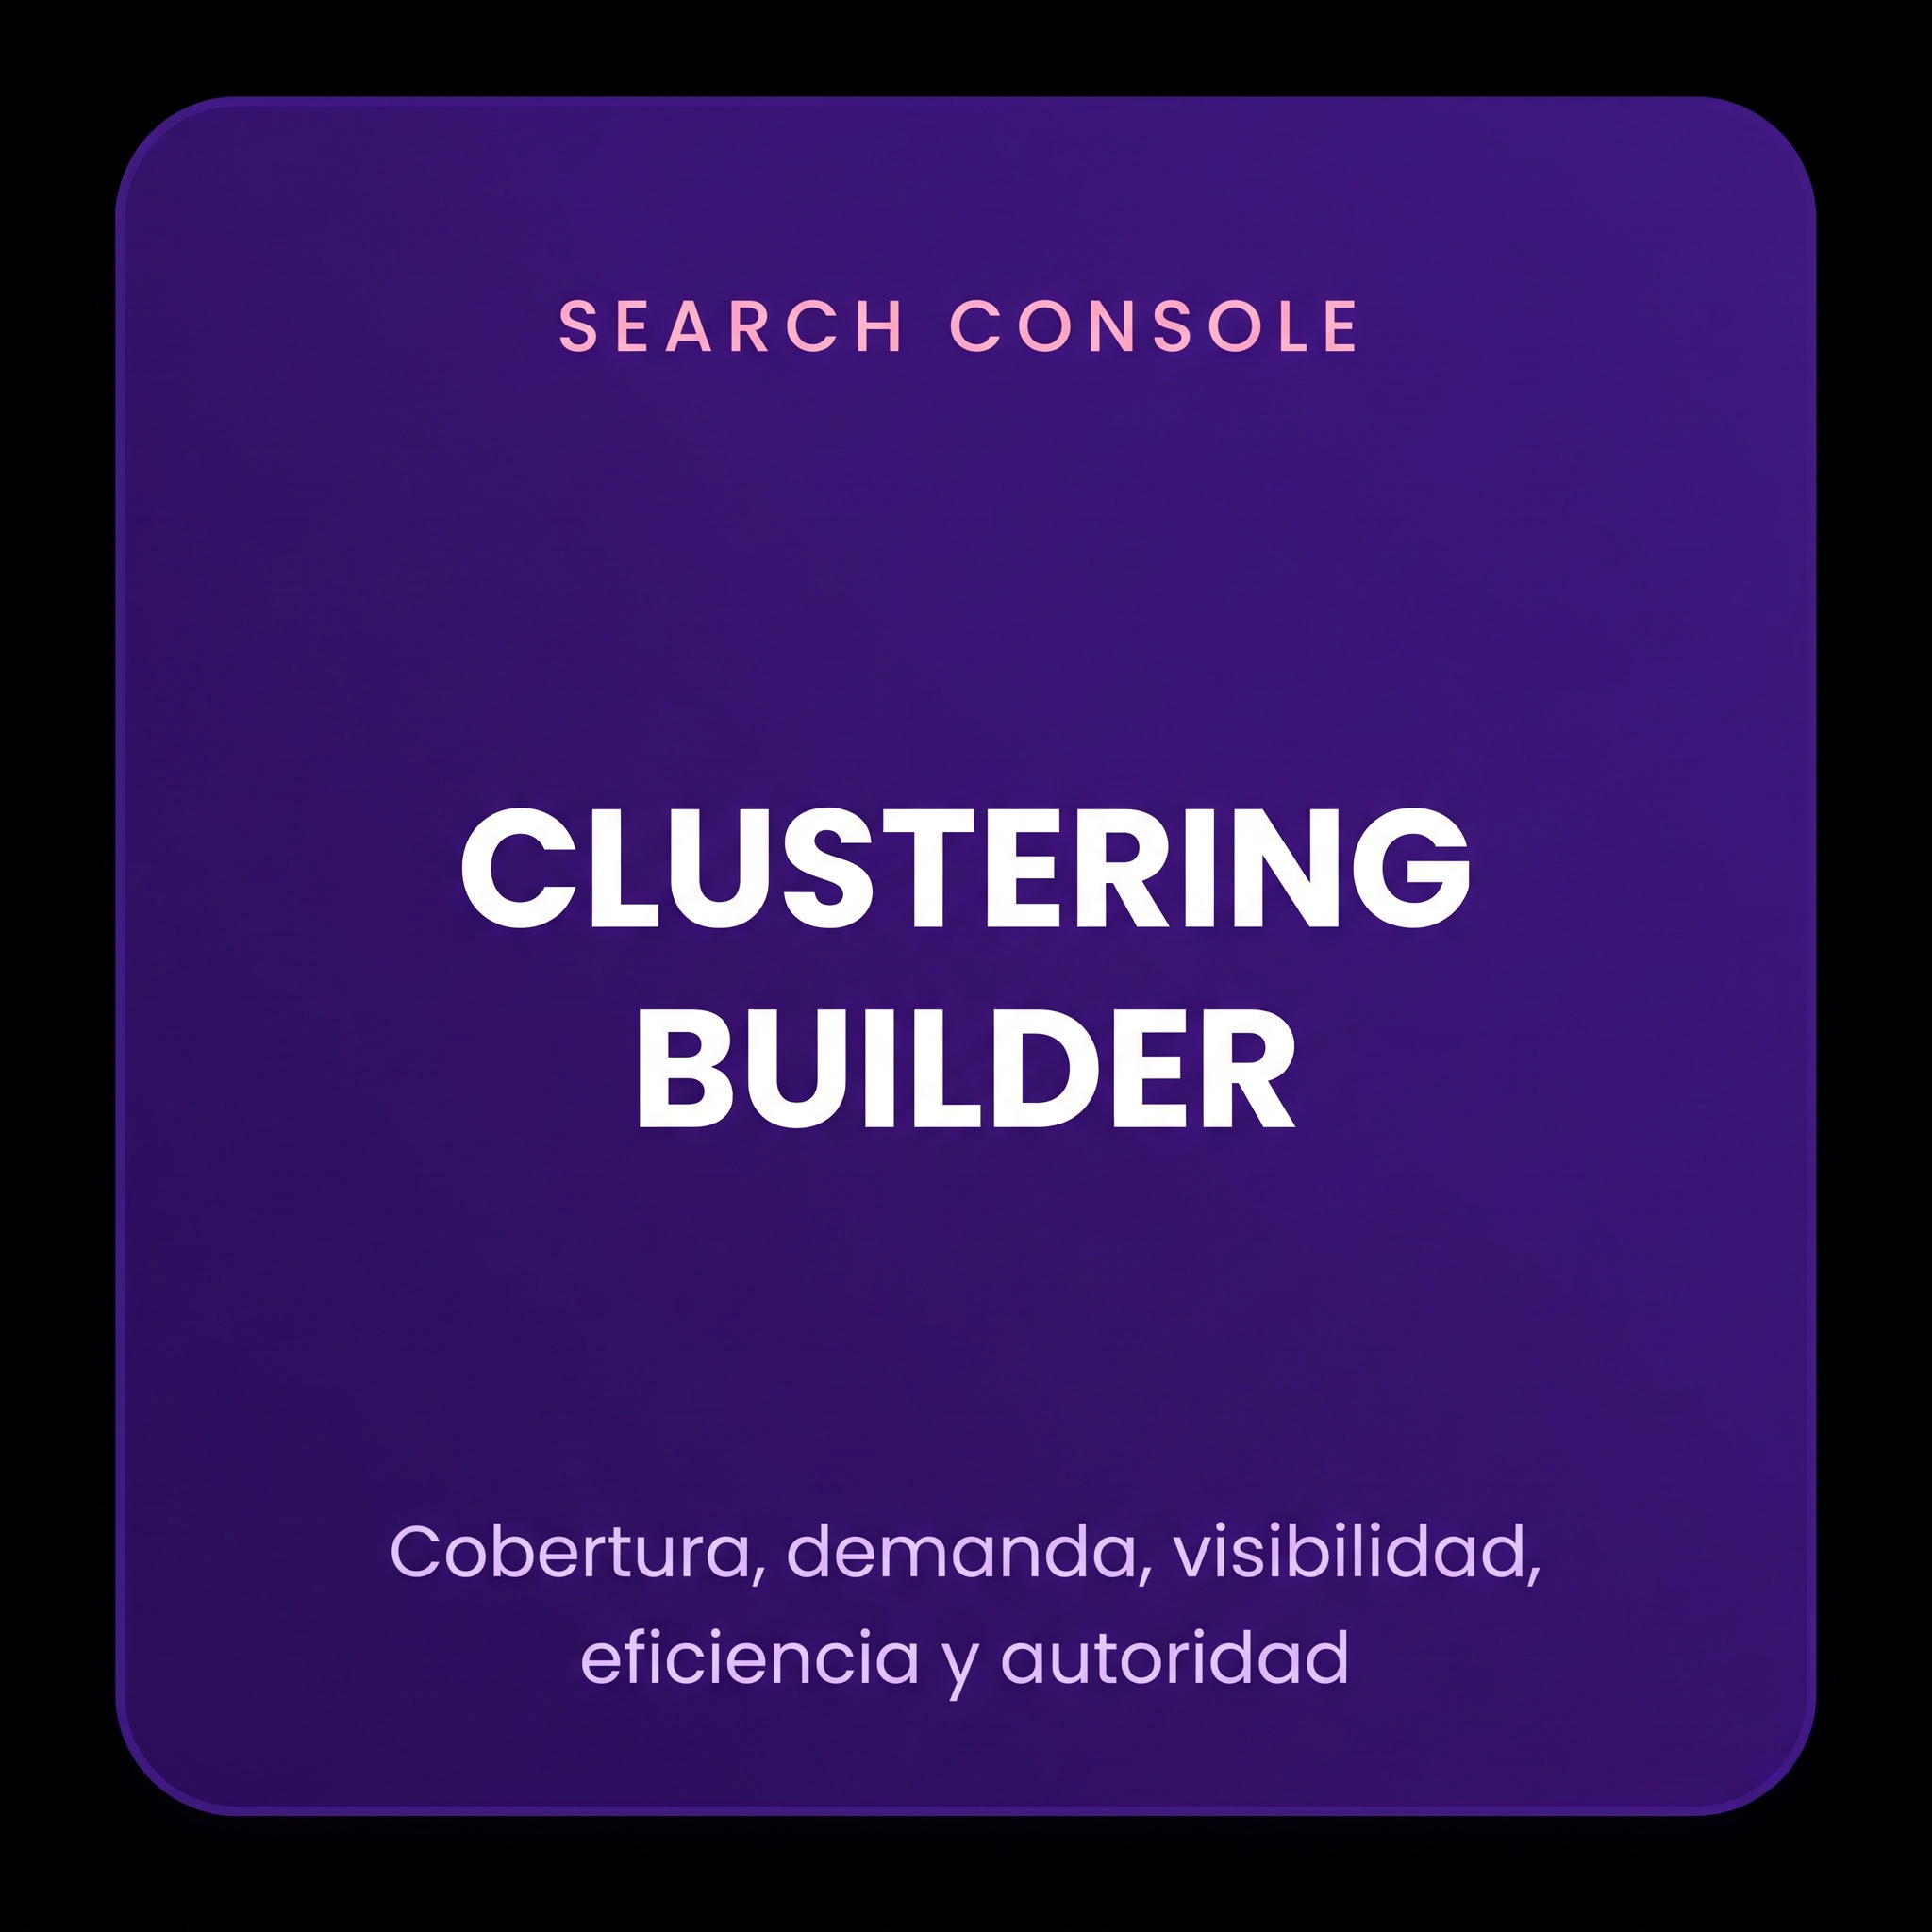 SEARCH CONSOLE
CLUSTERING
BUILDER
Cobertura, demanda, visibilidad,
eficiencia y autoridad